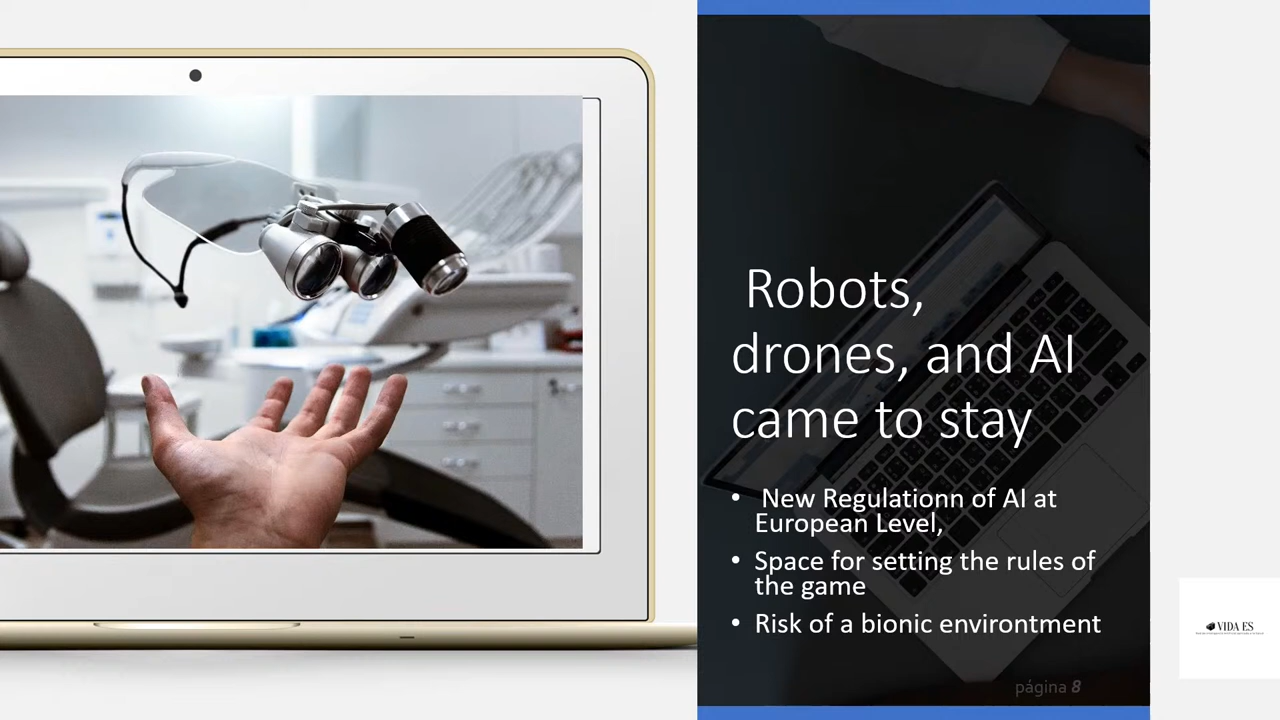 Robots,
drones, and AI
came to stay
• New Regulationn of AI at
European Level,
• Space for setting the rules of
the game
• Risk of a bionic environtment
página 8
VIDA ES